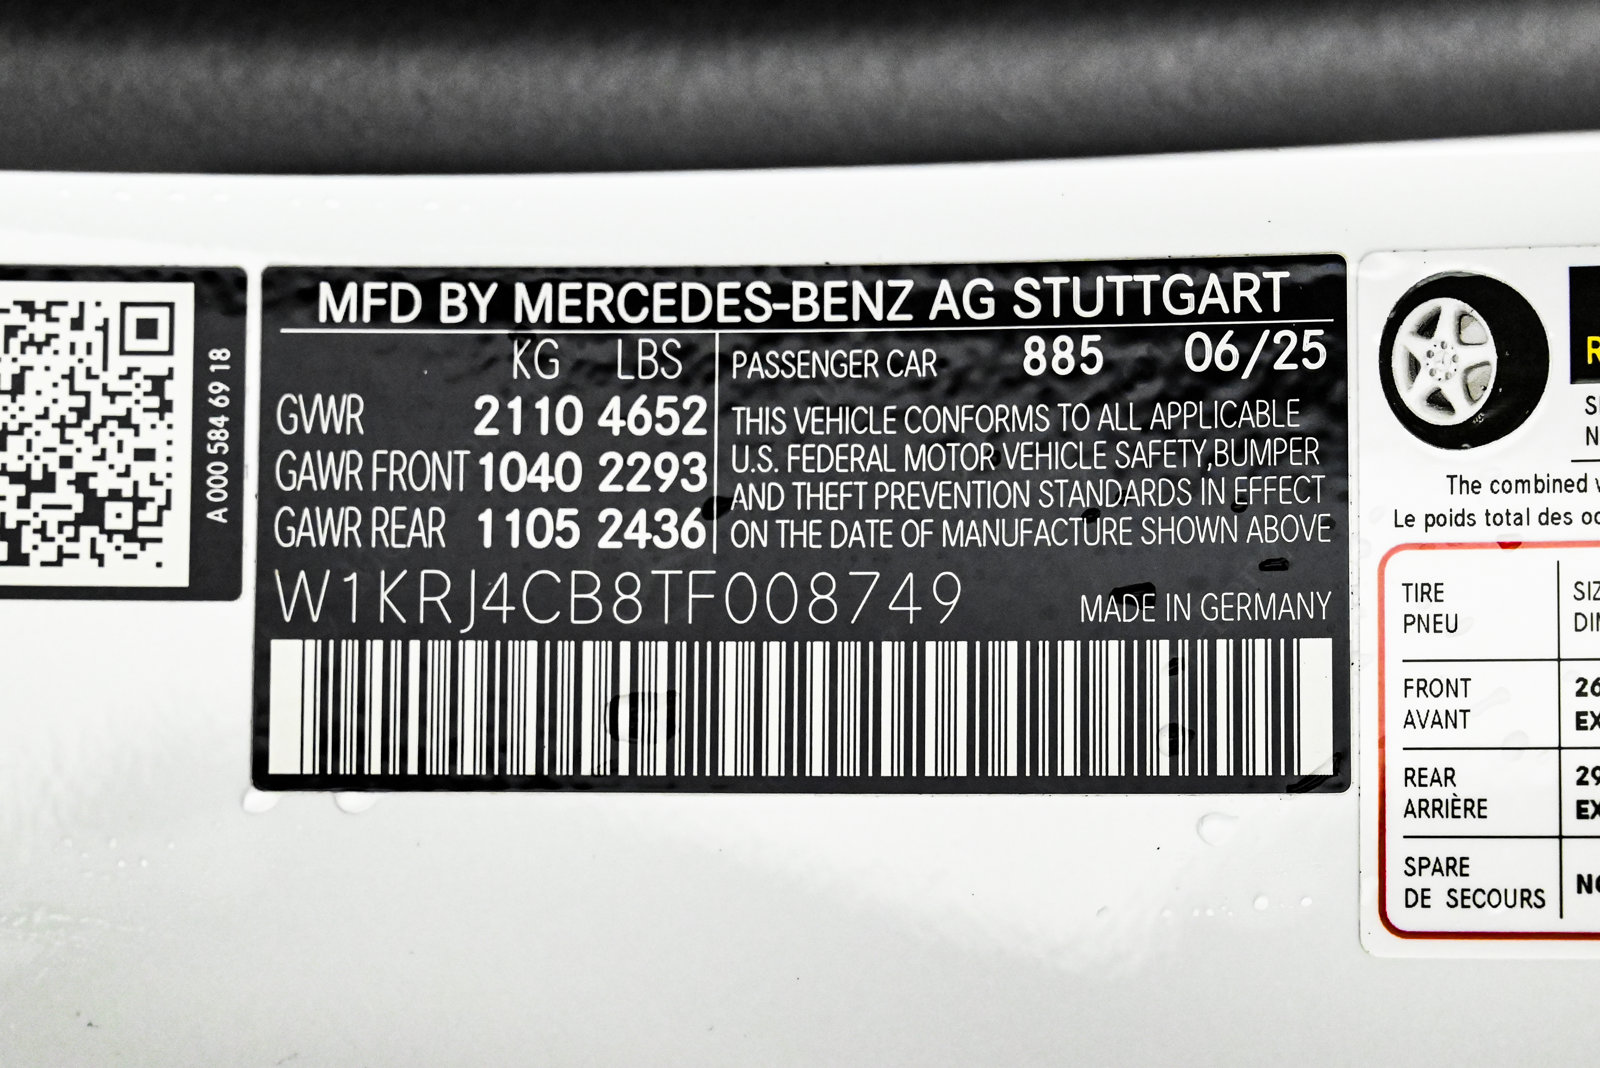 A 000 584 69 18
MFD BY MERCEDES-BENZ AG STUTTGART
KG LBS
GVWR 2110 4652
GAWR FRONT 1040 2293
GAWR REAR 1105 2436
PASSENGER CAR 885 06/25
THIS VEHICLE CONFORMS TO ALL APPLICABLE
U.S. FEDERAL MOTOR VEHICLE SAFETY,BUMPER
AND THEFT PREVENTION STANDARDS IN EFFECT
ON THE DATE OF MANUFACTURE SHOWN ABOVE
W1KRJ4CB8TF008749
MADE IN GERMANY
The combined
Le poids total des
TIRE
PNEU
FRONT
AVANT
REAR
ARRIÈRE
SPARE
DE SECOURS